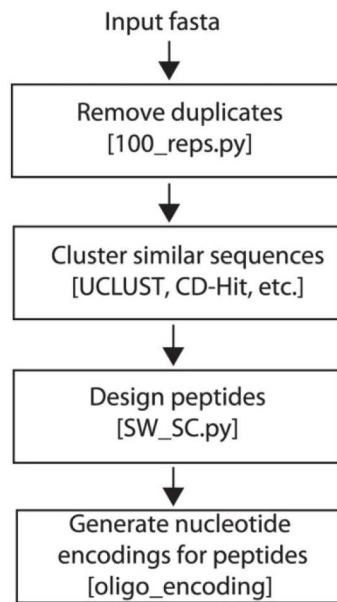 Input fasta
Remove duplicates
[100_reps.py]
Cluster similar sequences
[UCLUST, CD-Hit, etc.]
Design peptides
[SW_SC.py]
Generate nucleotide
encodings for peptides
[oligo_encoding]